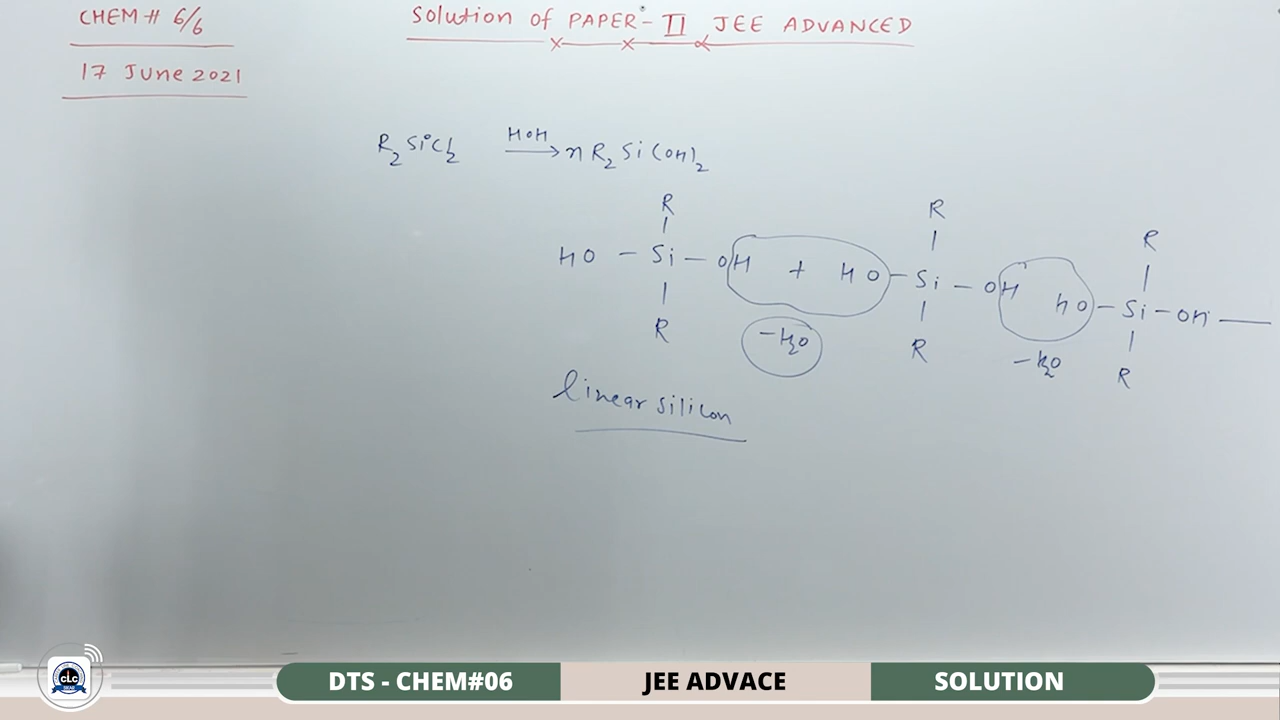 CHEM # 6/6
Solution of PAPER - II JEE ADVANCED
17 June 2021
R2SiCl2 HOH → n R2Si(OH)2
R R R
HO - Si - OH + HO - Si - OH HO - Si - OH
R R R
-H2O -H2O
linear silicon
CLC
DTS - CHEM#06 JEE ADVACE SOLUTION